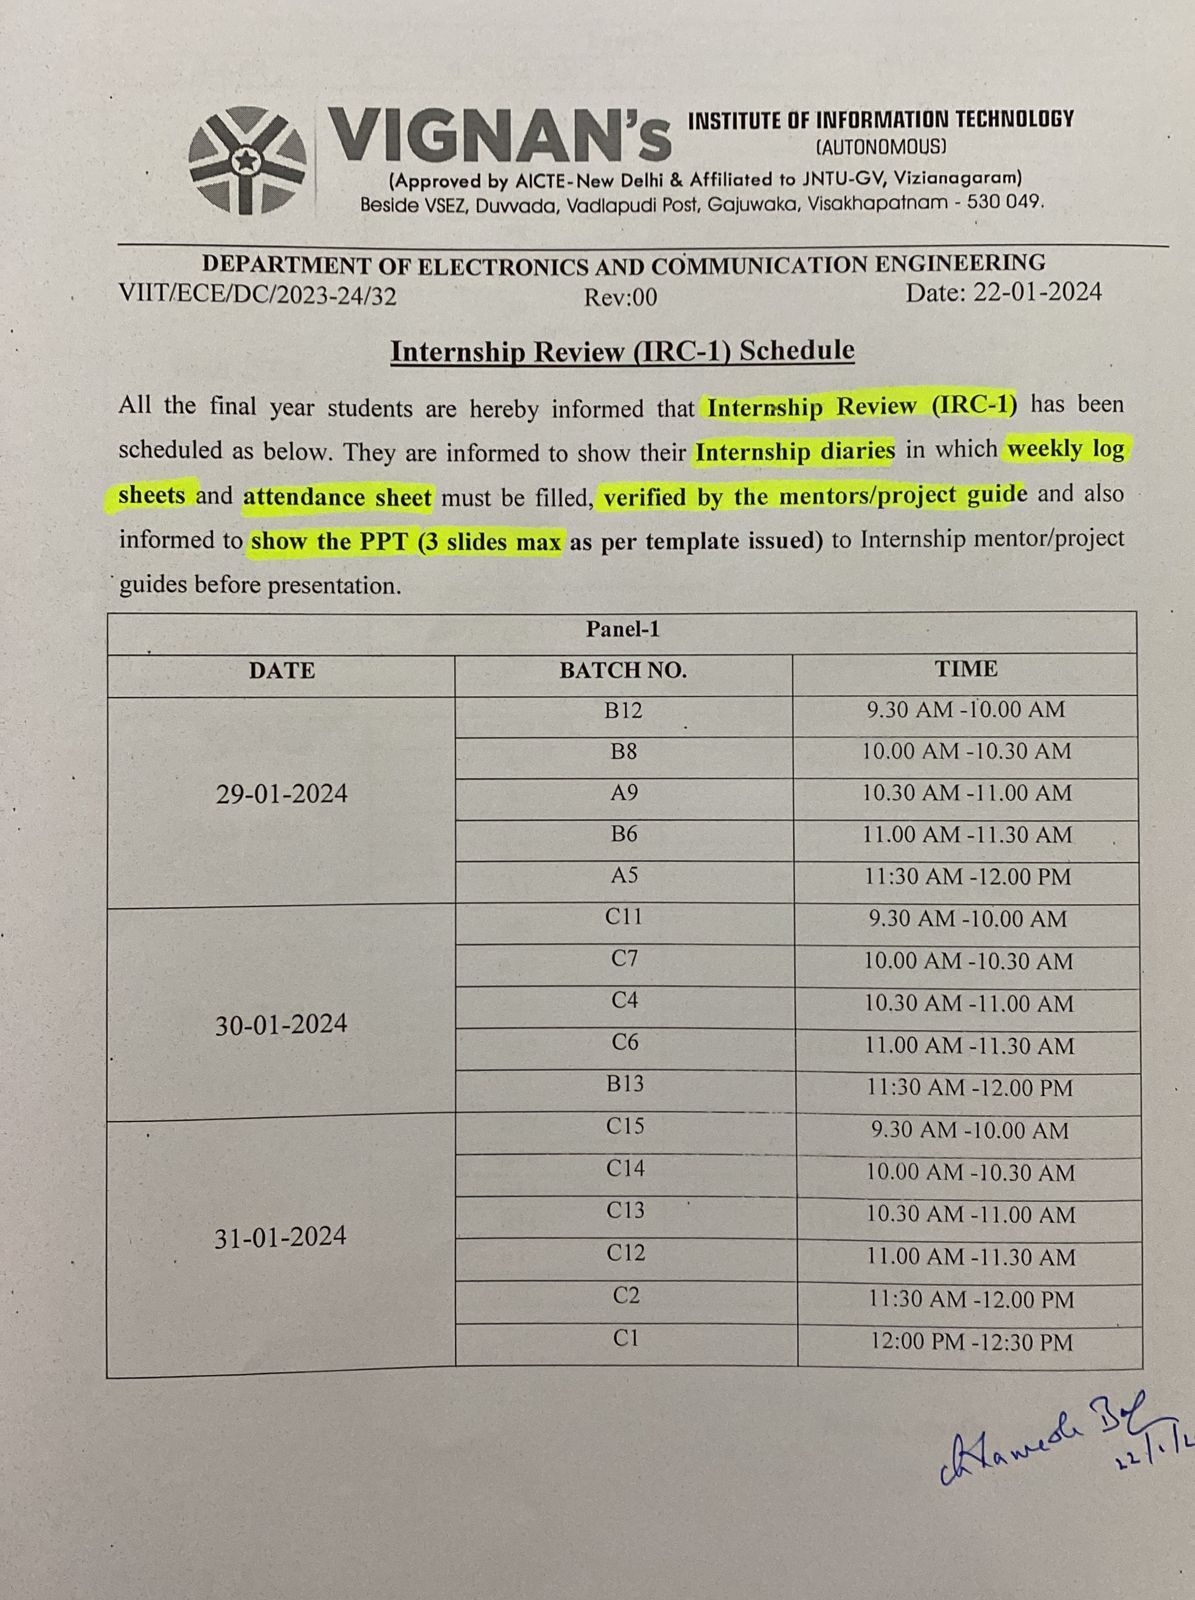 VIGNAN's INSTITUTE OF INFORMATION TECHNOLOGY
(AUTONOMOUS)
(Approved by AICTE-New Delhi & Affiliated to JNTU-GV, Vizianagaram)
Beside VSEZ, Duvvada, Vadlapudi Post, Gajuwaka, Visakhapatnam - 530 049.
DEPARTMENT OF ELECTRONICS AND COMMUNICATION ENGINEERING
VIIT/ECE/DC/2023-24/32 Rev:00 Date: 22-01-2024
Internship Review (IRC-1) Schedule
All the final year students are hereby informed that Internship Review (IRC-1) has been
scheduled as below. They are informed to show their Internship diaries in which weekly log
sheets and attendance sheet must be filled, verified by the mentors/project guide and also
informed to show the PPT (3 slides max as per template issued) to Internship mentor/project
guides before presentation.
Panel-1
DATE BATCH NO. TIME
B12 9.30 AM -10.00 AM
B8 10.00 AM -10.30 AM
29-01-2024 A9 10.30 AM -11.00 AM
B6 11.00 AM -11.30 AM
A5 11:30 AM -12.00 PM
C11 9.30 AM -10.00 AM
C7 10.00 AM -10.30 AM
30-01-2024 C4 10.30 AM -11.00 AM
C6 11.00 AM -11.30 AM
B13 11:30 AM -12.00 PM
C15 9.30 AM -10.00 AM
C14 10.00 AM -10.30 AM
31-01-2024 C13 10.30 AM -11.00 AM
C12 11.00 AM -11.30 AM
C2 11:30 AM -12.00 PM
C1 12:00 PM -12:30 PM